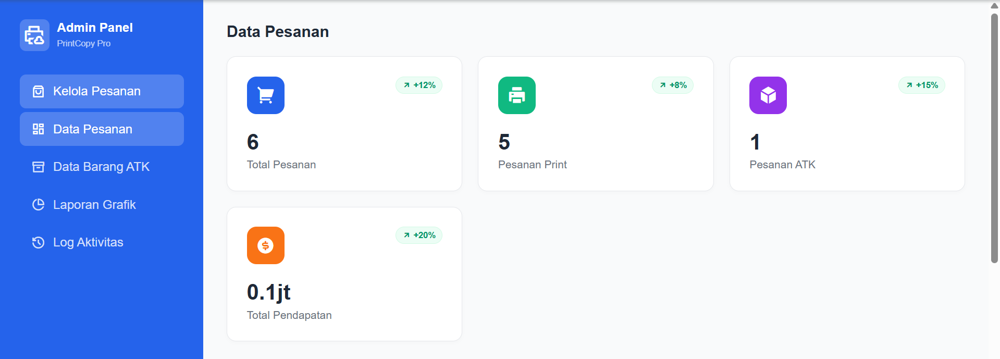 Admin Panel
PrintCopy Pro
Kelola Pesanan
Data Pesanan
Data Barang ATK
Laporan Grafik
Log Aktivitas
Data Pesanan
+12%
6
Total Pesanan
+8%
5
Pesanan Print
+15%
1
Pesanan ATK
+20%
0.1jt
Total Pendapatan